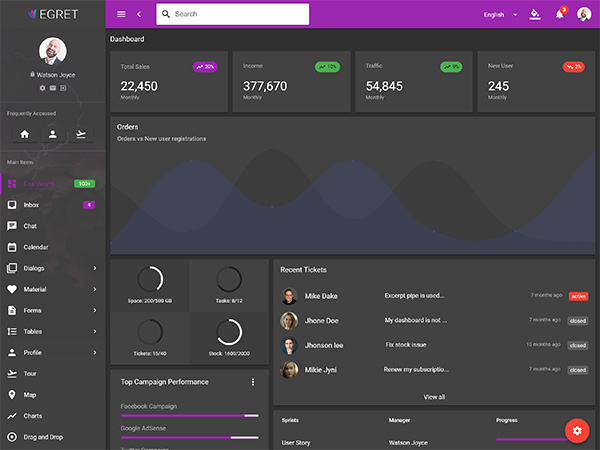 EGRET
Search
English
3
Watson Joyce
Frequently Accessed
Main Items
Dashboard
100+
Inbox
4
Chat
Calendar
Dialogs
Material
Forms
Tables
Profile
Tour
Map
Charts
Drag and Drop
Dashboard
Total Sales
20%
22,450
Monthly
Income
10%
377,670
Monthly
Traffic
9%
54,845
Monthly
New User
2%
245
Monthly
Orders
Orders vs New user registrations
Space: 200/500 GB
Tasks: 8/12
Tickets: 15/40
Stock: 1600/2000
Recent Tickets
Mike Dake
Excerpt pipe is used...
7 months ago
active
Jhone Doe
My dashboard is not ...
7 months ago
closed
Jhonson lee
Fix stock issue
10 months ago
closed
Mikie Jyni
Renew my subscriptio...
7 months ago
closed
View all
Top Campaign Performance
Facebook Campaign
Google AdSense
Twitter Campaign
Sprints
Manager
Progress
User Story
Watson Joyce